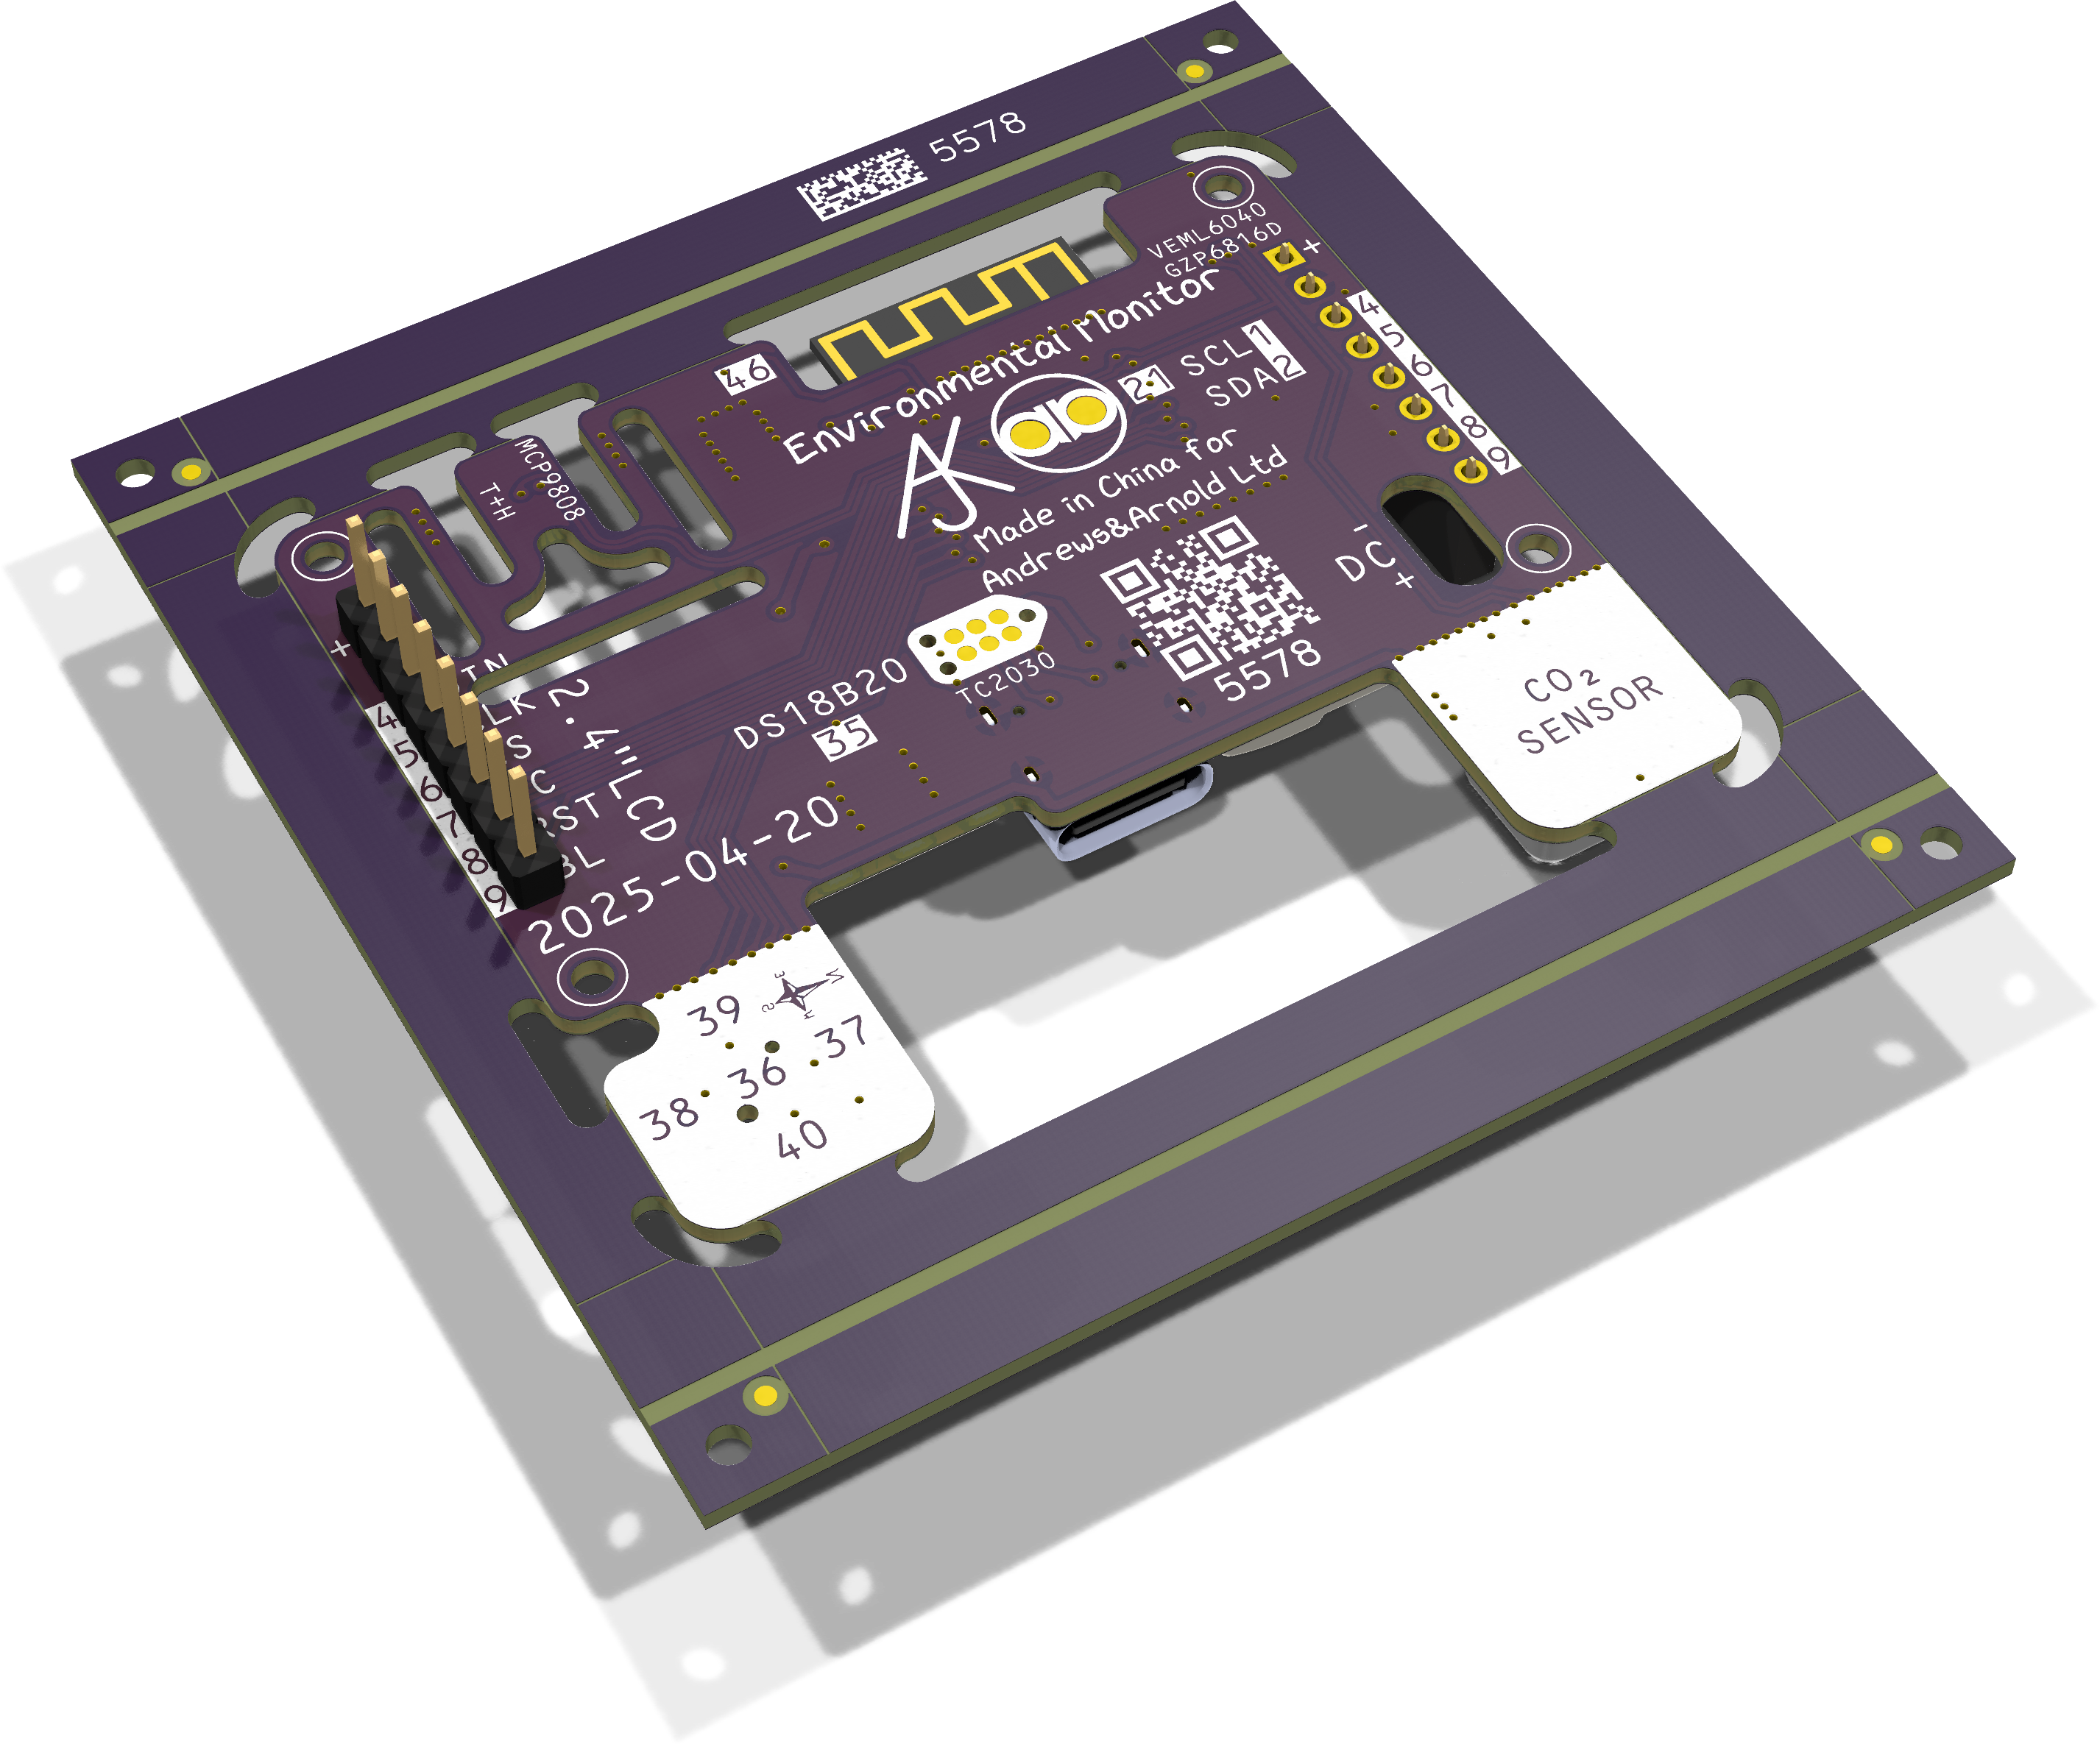 5578
VEML6040
GZP6816D
+
4
5
6
7
8
9
Environmental Monitor
46
21
SCL 1
SDA 2
AJK
Made in China for
Andrews&Arnold Ltd
MCP9808
T+H
- DC +
5578
TC2030
DS18B20
35
+
4
5
6
7
8
9
RST
BL
2.4" LCD
2025-04-20
CO₂
SENSOR
39
37
36
38
40